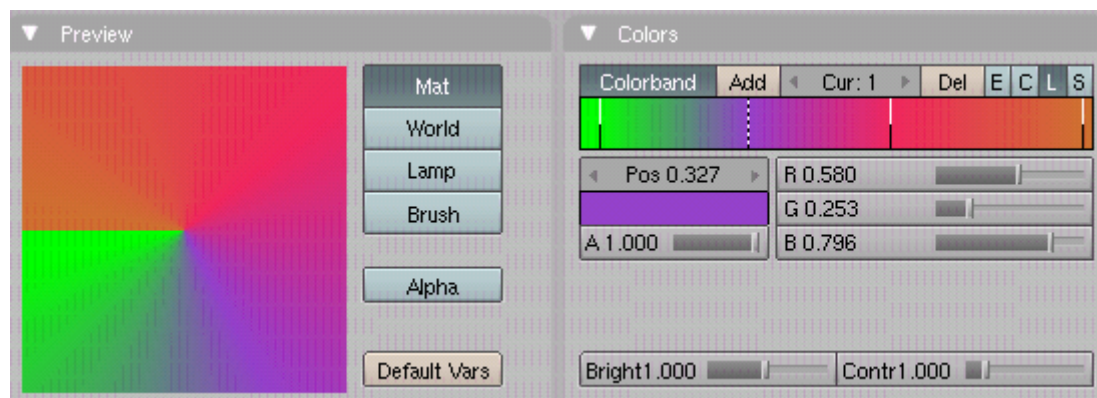 Preview
Mat
World
Lamp
Brush
Alpha
Default Vars
Colors
Colorband Add Cur: 1 Del E C L S
Pos 0.327
R 0.580
G 0.253
A 1.000
B 0.796
Bright1.000 Contr1.000